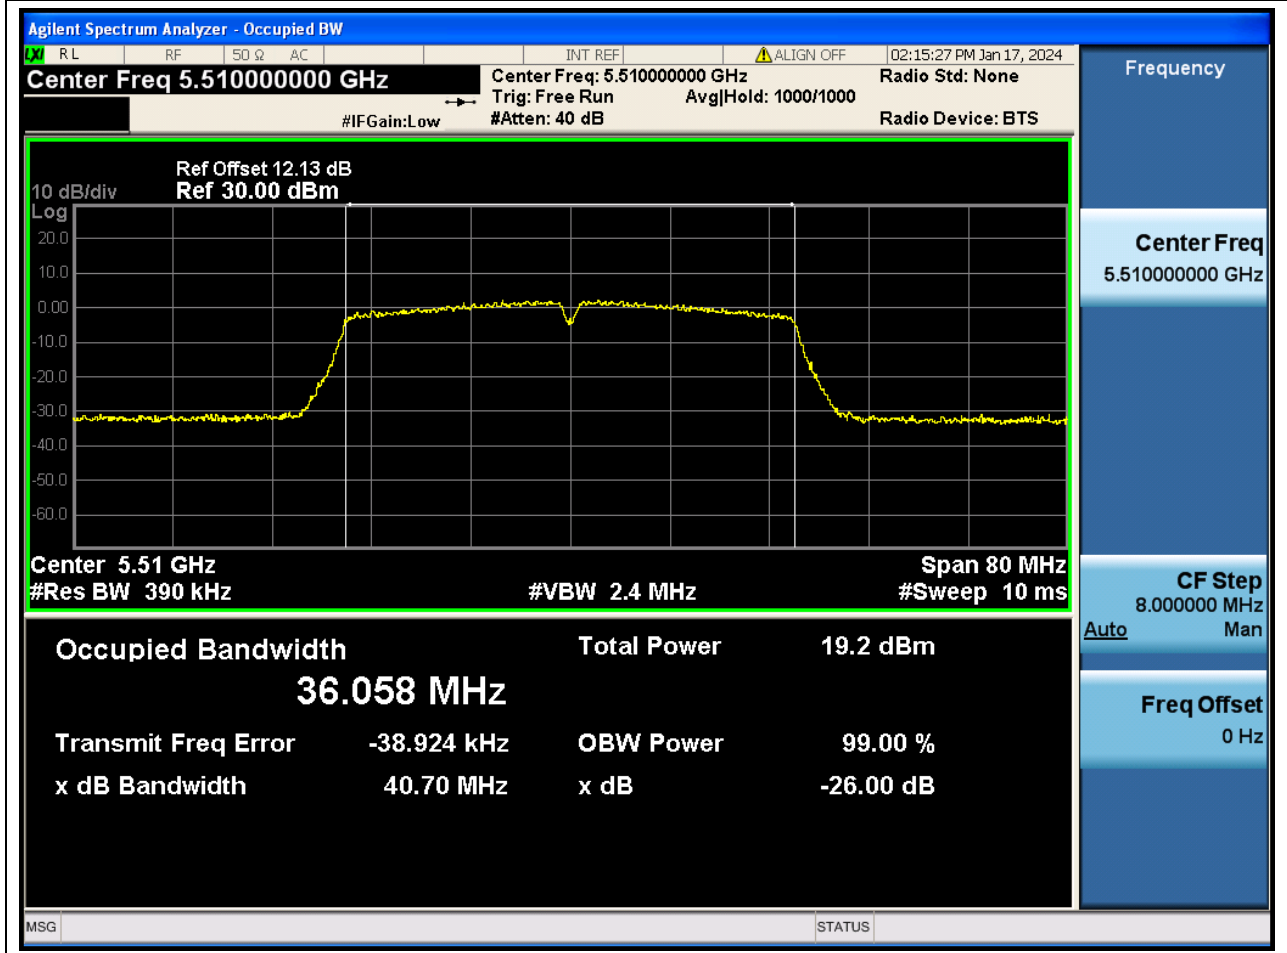 Agilent Spectrum Analyzer - Occupied BW
LXI RL RF 50 Ω AC INT REF ALIGN OFF 02:15:27 PM Jan 17, 2024
Center Freq 5.510000000 GHz
Center Freq: 5.510000000 GHz
Radio Std: None
Trig: Free Run Avg|Hold: 1000/1000
#IFGain:Low
#Atten: 40 dB
Radio Device: BTS
Ref Offset 12.13 dB
10 dB/div Ref 30.00 dBm
Log
20.0
10.0
0.00
-10.0
-20.0
-30.0
-40.0
-50.0
-60.0
Center 5.51 GHz
Span 80 MHz
#Res BW 390 kHz
#VBW 2.4 MHz
#Sweep 10 ms
Occupied Bandwidth
Total Power 19.2 dBm
36.058 MHz
Transmit Freq Error -38.924 kHz
OBW Power 99.00 %
x dB Bandwidth 40.70 MHz
x dB -26.00 dB
MSG
STATUS
Frequency
Center Freq
5.510000000 GHz
CF Step
8.000000 MHz
Auto Man
Freq Offset
0 Hz